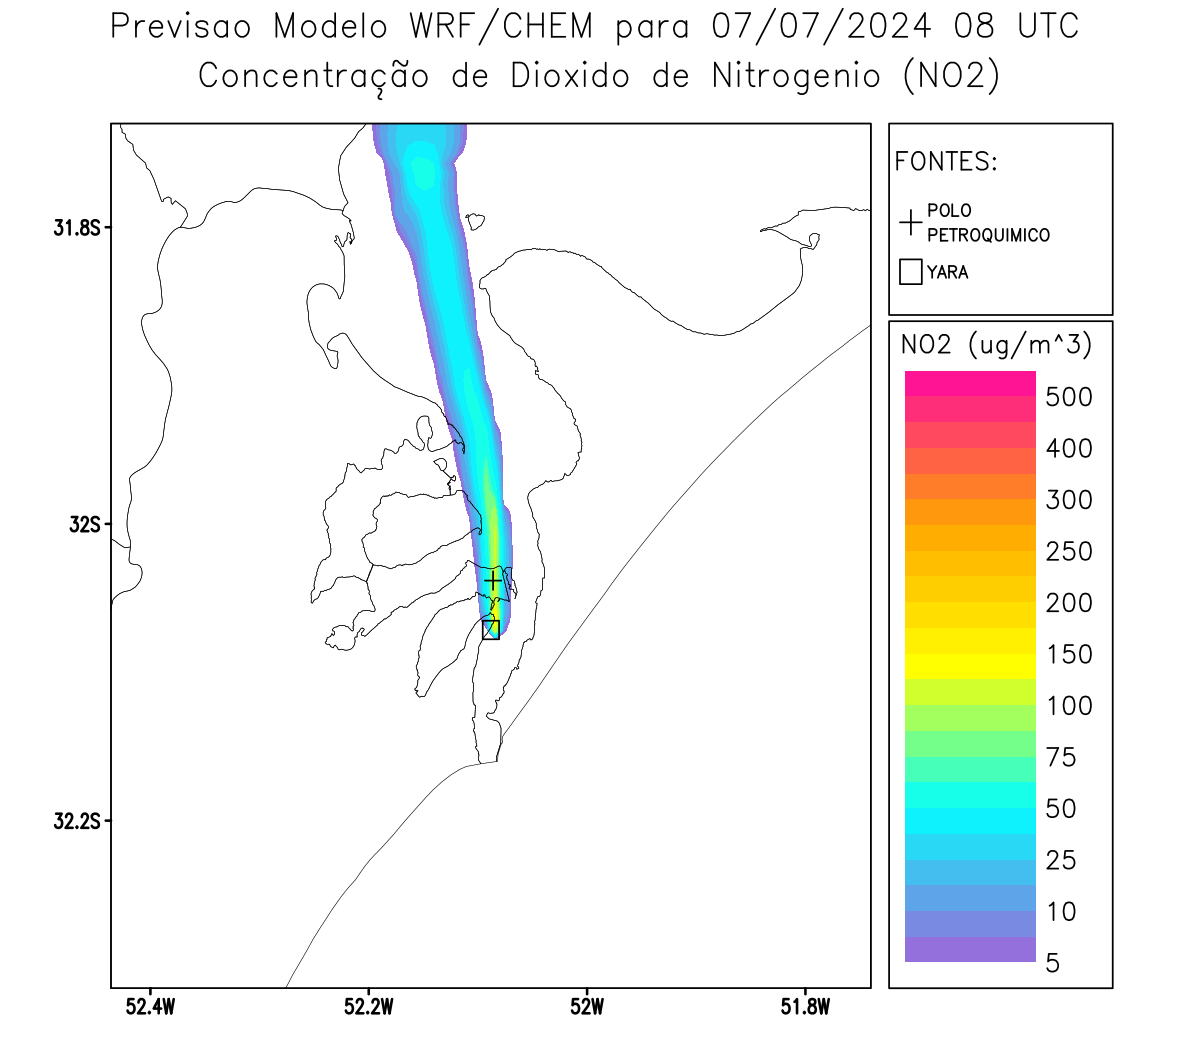 Previsao Modelo WRF/CHEM para 07/07/2024 08 UTC
Concentração de Dioxido de Nitrogenio (NO2)
FONTES:
POLO
PETROQUIMICO
YARA
NO2 (ug/m^3)
500
400
300
250
200
150
100
75
50
25
10
5
31.8S
32S
32.2S
52.4W
52.2W
52W
51.8W